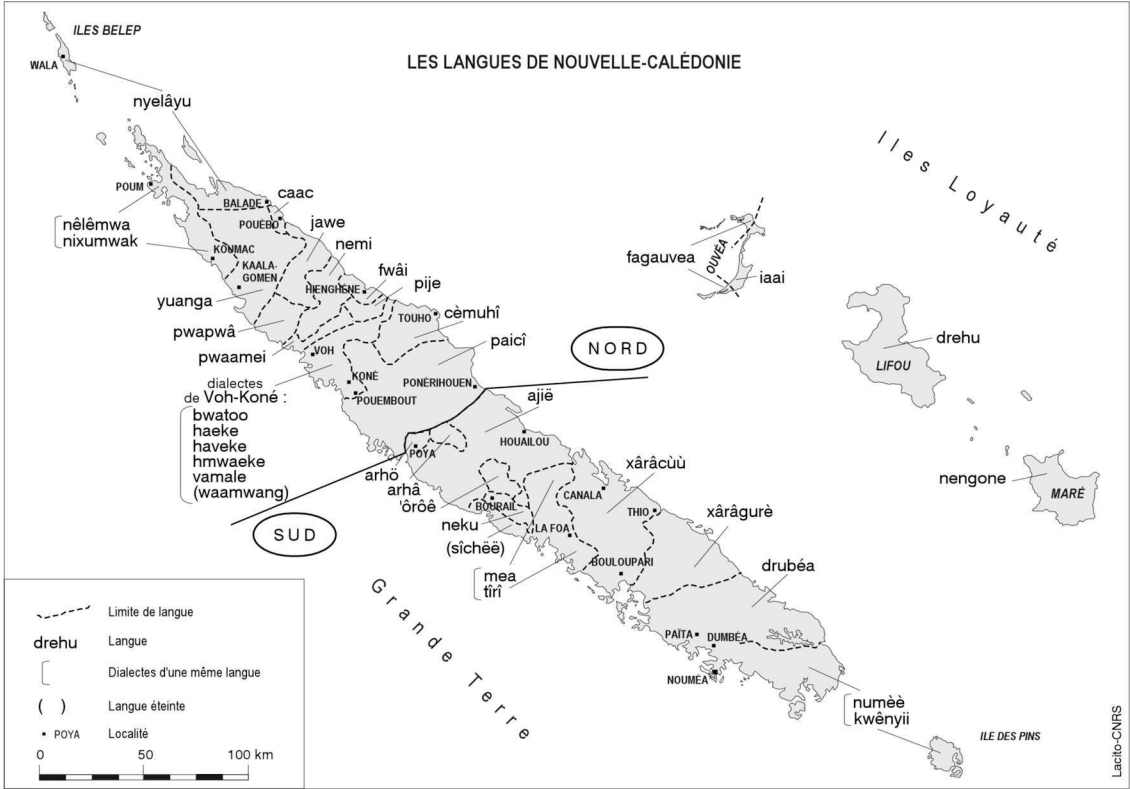 LES LANGUES DE NOUVELLE-CALÉDONIE
ILES BELEP
WALA
nyelâyu
Iles Loyauté
POUM
BALADE
caac
POUÉBO
jawe
nêlêmwa
nixumwak
nemi
KOUMAC
fwâi
OUVÉA
fagauvea
iaai
KAALA-
GOMEN
HIENGHÈNE
pije
yuanga
TOUHO
cèmuhî
pwapwâ
paicî
drehu
pwaamei
VOH
NORD
LIFOU
dialectes
de Voh-Koné :
bwatoo
haeke
haveke
hmwaeke
vamale
(waamwang)
KONÉ
POUEMBOUT
PONÉRIHOUEN
ajië
HOUAILOU
POYA
arhö
arhâ
'ôrôê
xârâcùù
nengone
MARÉ
CANALA
BOURAIL
neku
(sîchëë)
THIO
SUD
LA FOA
xârâgurè
BOULOUPARI
mea
tîrî
drubéa
Grande Terre
PAÏTA
DUMBÉA
NOUMÉA
numèè
kwênyii
ILE DES PINS
Limite de langue
drehu Langue
Dialectes d'une même langue
( ) Langue éteinte
POYA Localité
0 50 100 km
Lacito-CNRS